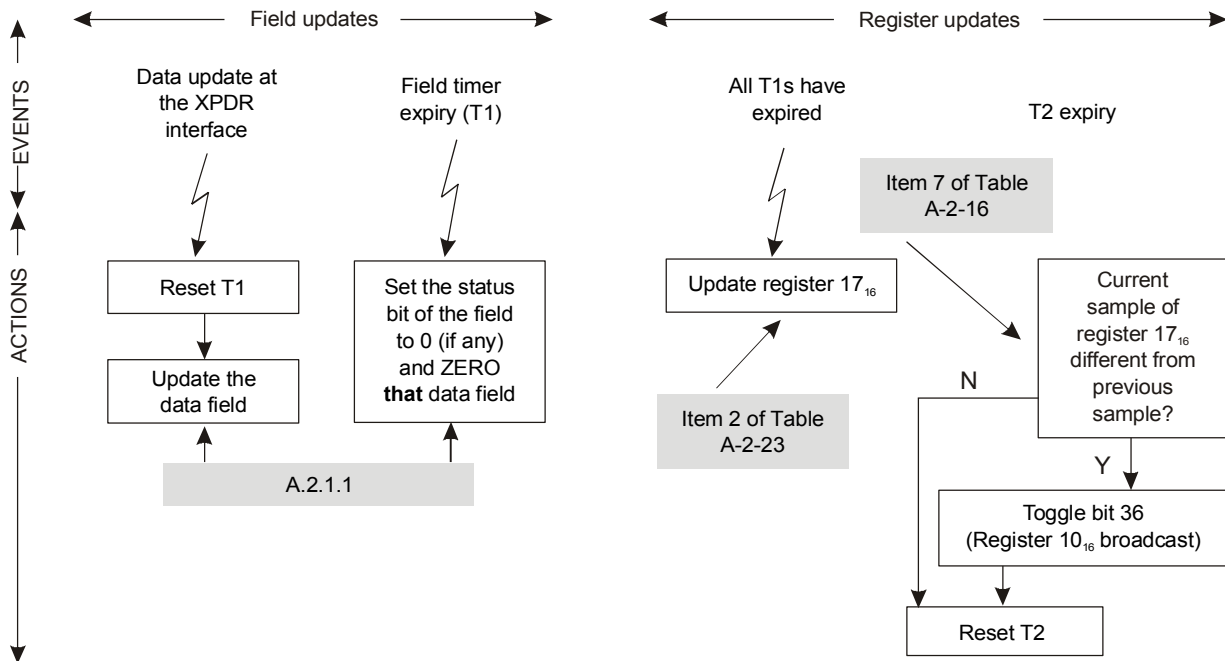 Field updates
Register updates
EVENTS
Data update at
the XPDR
interface
Field timer
expiry (T1)
All T1s have
expired
T2 expiry
Item 7 of Table
A-2-16
ACTIONS
Reset T1
Update the
data field
Set the status
bit of the field
to 0 (if any)
and ZERO
that data field
A.2.1.1
Update register 17₁₆
Item 2 of Table
A-2-23
Current
sample of
register 17₁₆
different from
previous
sample?
N
Y
Toggle bit 36
(Register 10₁₆ broadcast)
Reset T2